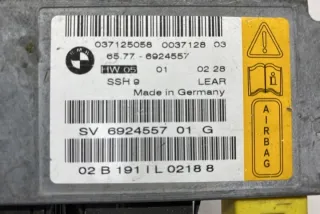 037125058 0037128 03
BMW
65.77 - 6924557
HW 05 01 02 28
SSH 9 LEAR
Made in Germany
SV 6924557 01 G
02 B 191 I L 0218 8
AIRBAG